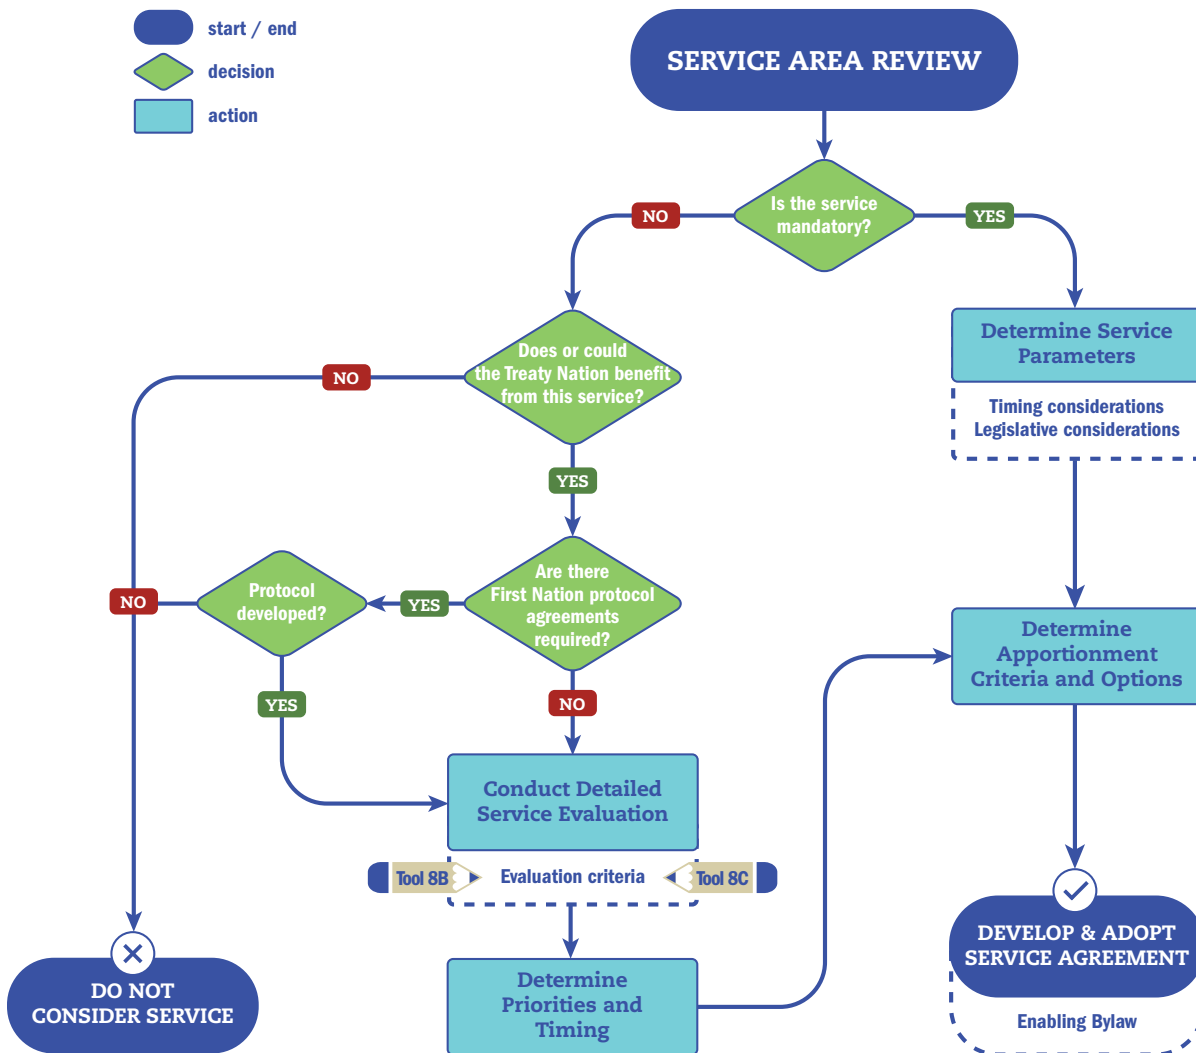 start / end
decision
action
SERVICE AREA REVIEW
Is the service
mandatory?
NO
YES
Does or could
the Treaty Nation benefit
from this service?
NO
YES
Determine Service
Parameters
Timing considerations
Legislative considerations
Are there
First Nation protocol
agreements
required?
YES
Protocol
developed?
NO
YES
NO
Determine
Apportionment
Criteria and Options
Conduct Detailed
Service Evaluation
Tool 8B
Evaluation criteria
Tool 8C
Determine
Priorities and
Timing
DO NOT
CONSIDER SERVICE
DEVELOP & ADOPT
SERVICE AGREEMENT
Enabling Bylaw